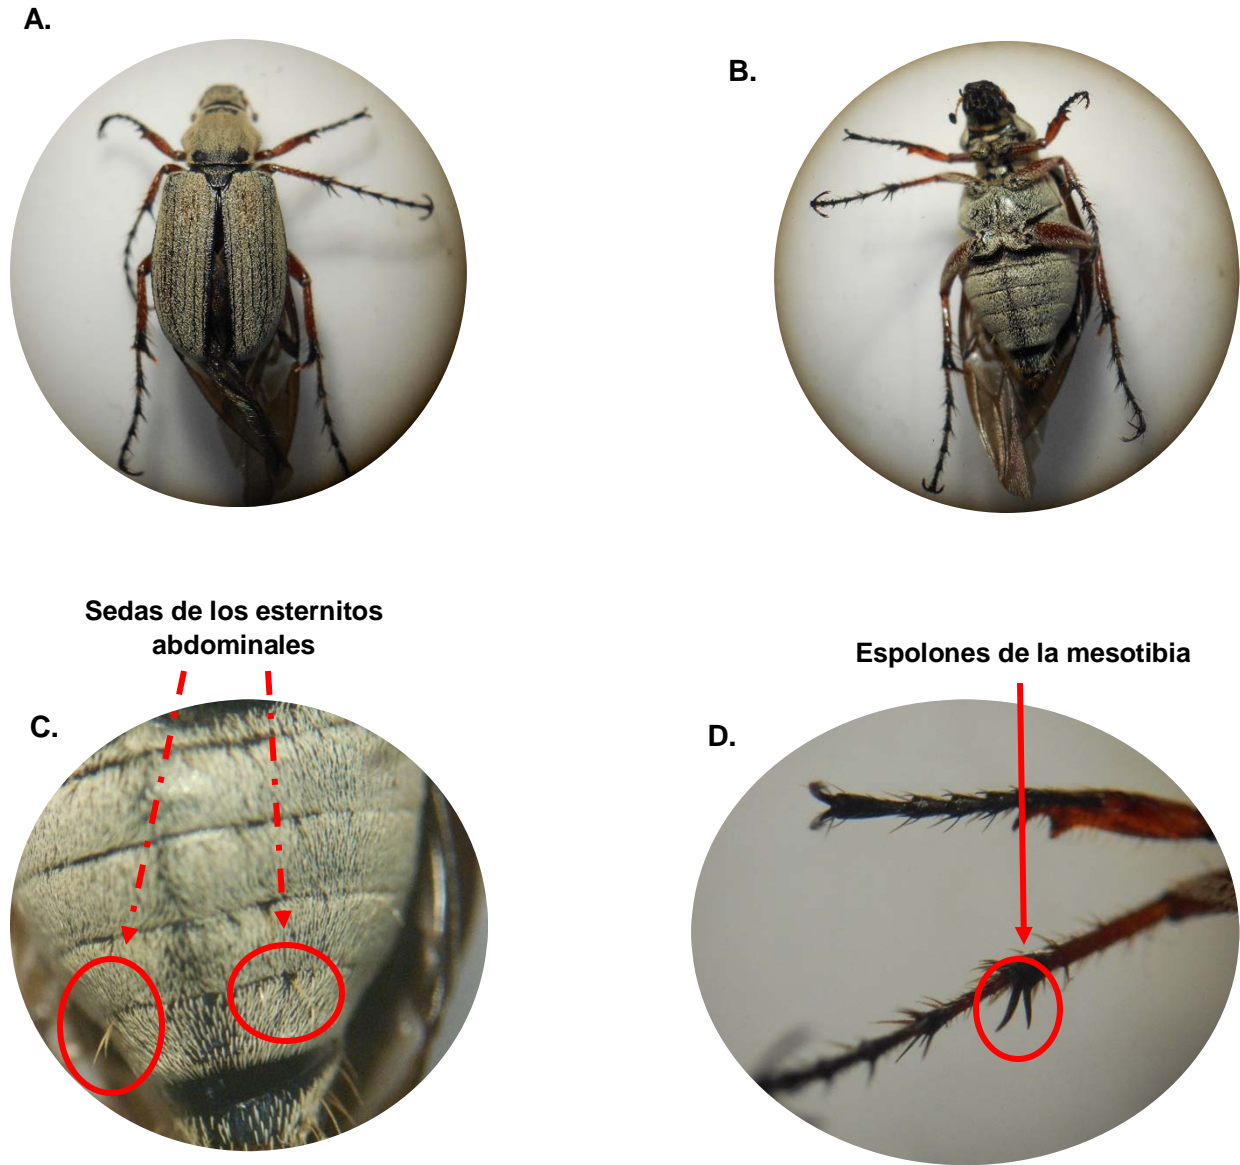 A.
B.
Sedas de los esternitos
abdominales
Espolones de la mesotibia
C.
D.